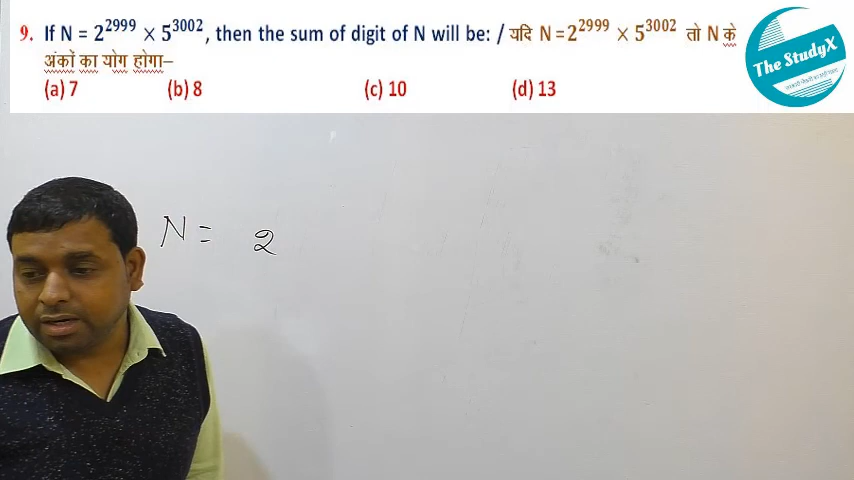 9. If N = 2^2999 × 5^3002, then the sum of digit of N will be: / यदि N=2^2999 × 5^3002 तो N के
अंकों का योग होगा–
(a) 7 (b) 8 (c) 10 (d) 13
The StudyX
N = 2